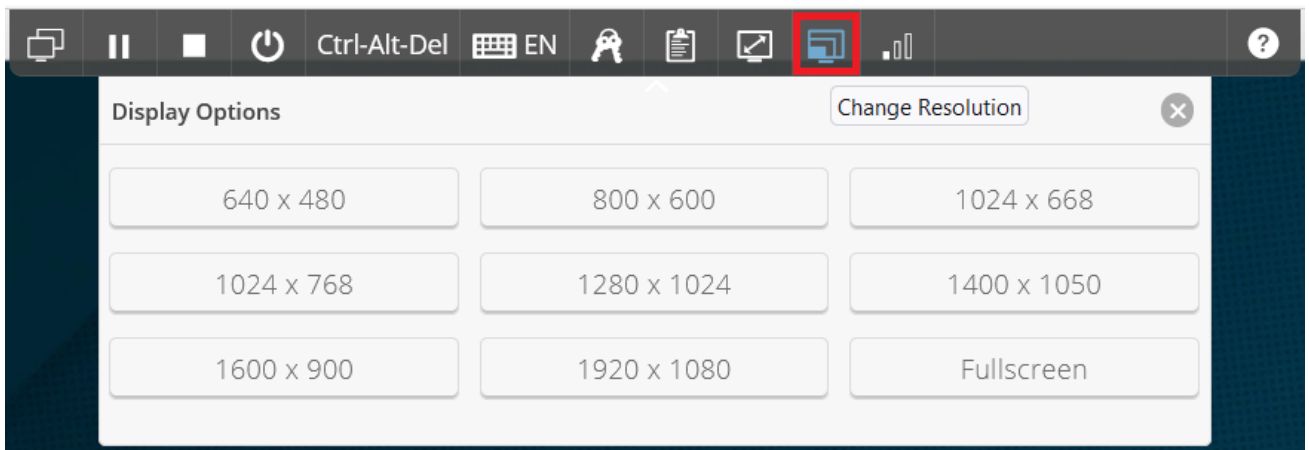 Ctrl-Alt-Del EN ?
Display Options
Change Resolution
640 x 480
800 x 600
1024 x 668
1024 x 768
1280 x 1024
1400 x 1050
1600 x 900
1920 x 1080
Fullscreen